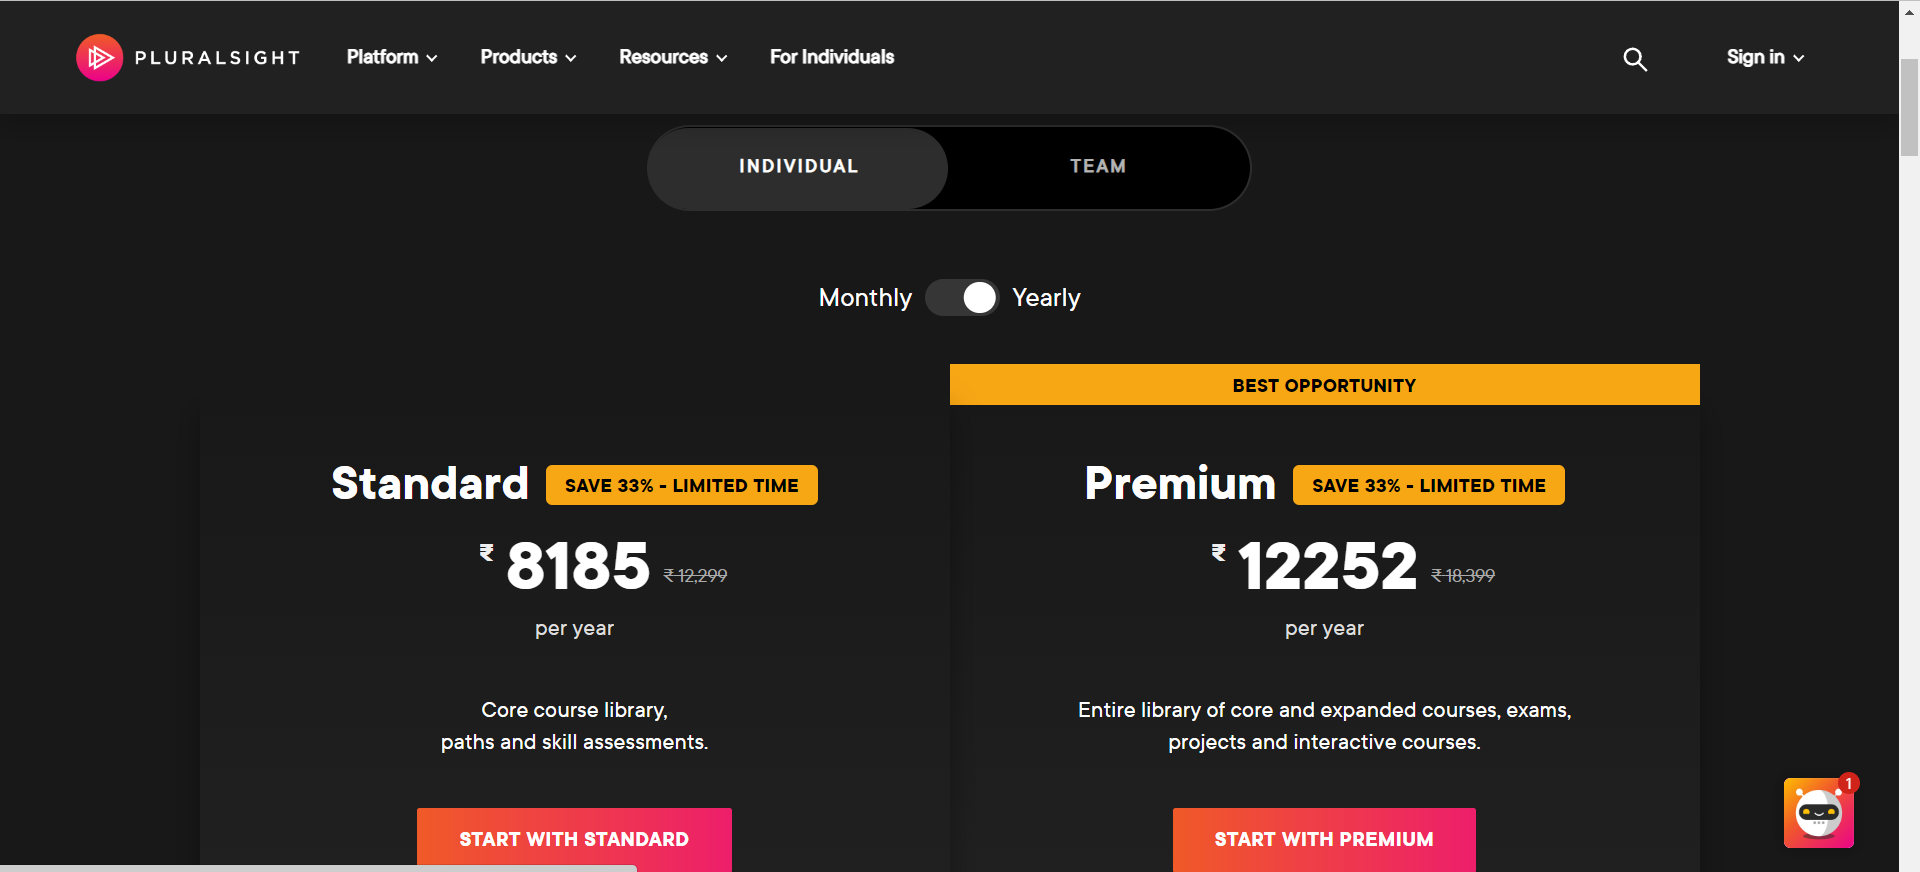 PLURALSIGHT Platform Products Resources For Individuals Sign in
INDIVIDUAL TEAM
Monthly Yearly
BEST OPPORTUNITY
Standard SAVE 33% - LIMITED TIME
₹ 8185 ₹ 12,299
per year
Core course library,
paths and skill assessments.
START WITH STANDARD
Premium SAVE 33% - LIMITED TIME
₹ 12252 ₹ 18,399
per year
Entire library of core and expanded courses, exams,
projects and interactive courses.
START WITH PREMIUM
1